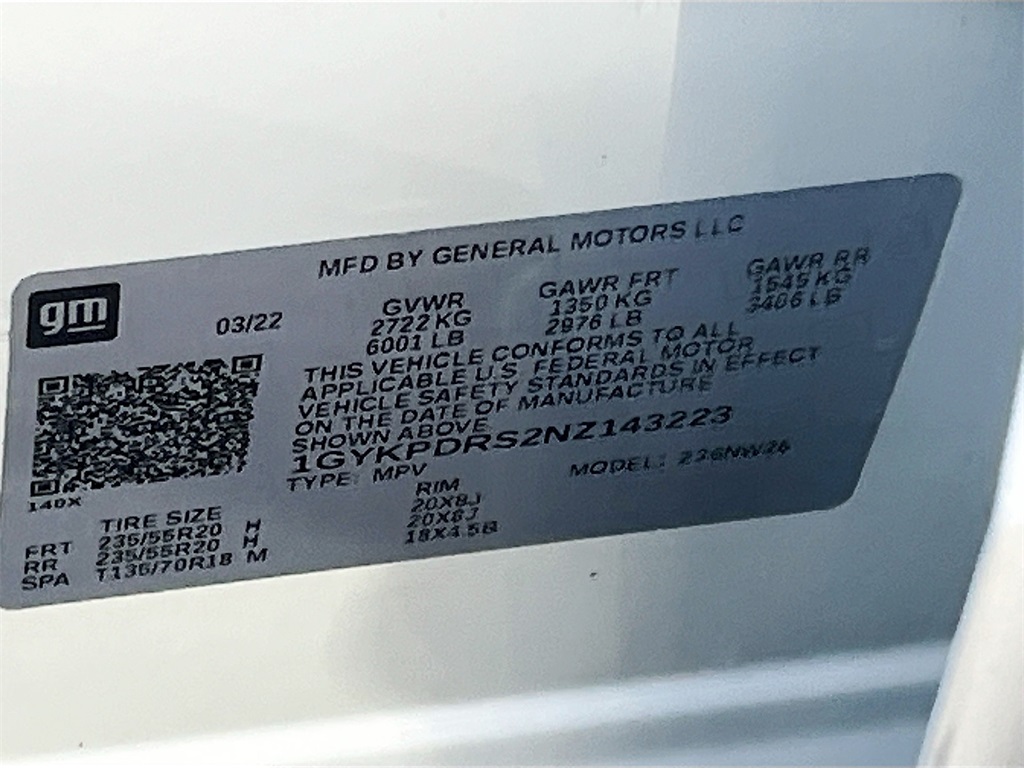 MFD BY GENERAL MOTORS LLC
gm
03/22
GVWR GAWR FRT GAWR RR
2722 KG 1350 KG 1545 KG
6001 LB 2976 LB 3406 LB
THIS VEHICLE CONFORMS TO ALL
APPLICABLE U.S. FEDERAL MOTOR
VEHICLE SAFETY STANDARDS IN EFFECT
ON THE DATE OF MANUFACTURE
SHOWN ABOVE.
1GYKPDRS2NZ143223
TYPE: MPV MODEL:
140X
TIRE SIZE RIM
FRT 235/55R20 H 20X8J
RR 235/55R20 H 20X8J
SPA T135/70R18 M 18X4.5B